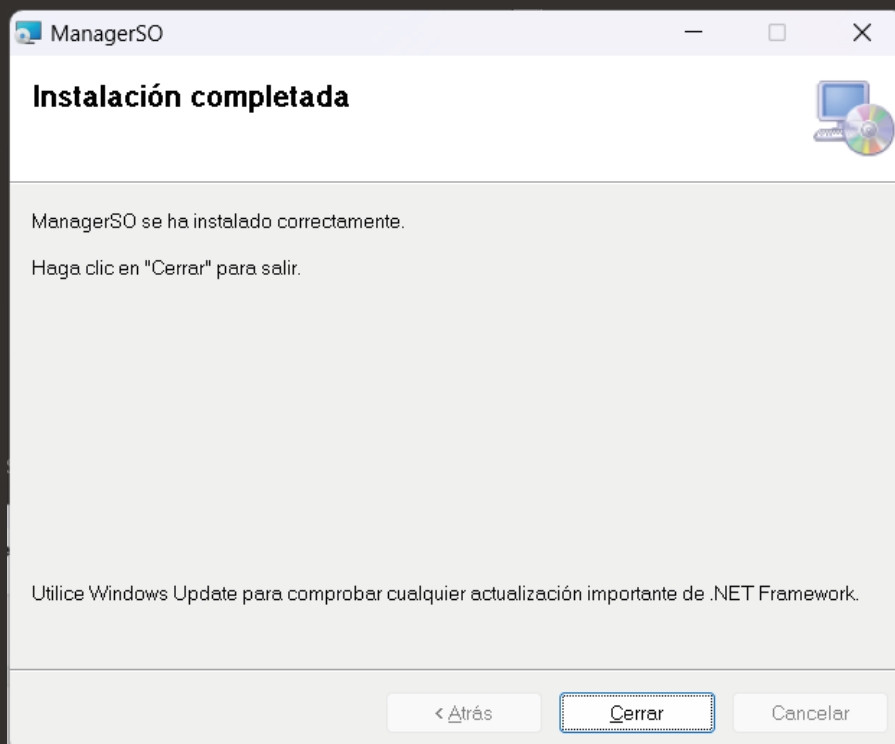 ManagerSO
Instalación completada
ManagerSO se ha instalado correctamente.
Haga clic en "Cerrar" para salir.
Utilice Windows Update para comprobar cualquier actualización importante de .NET Framework.
< Atrás Cerrar Cancelar